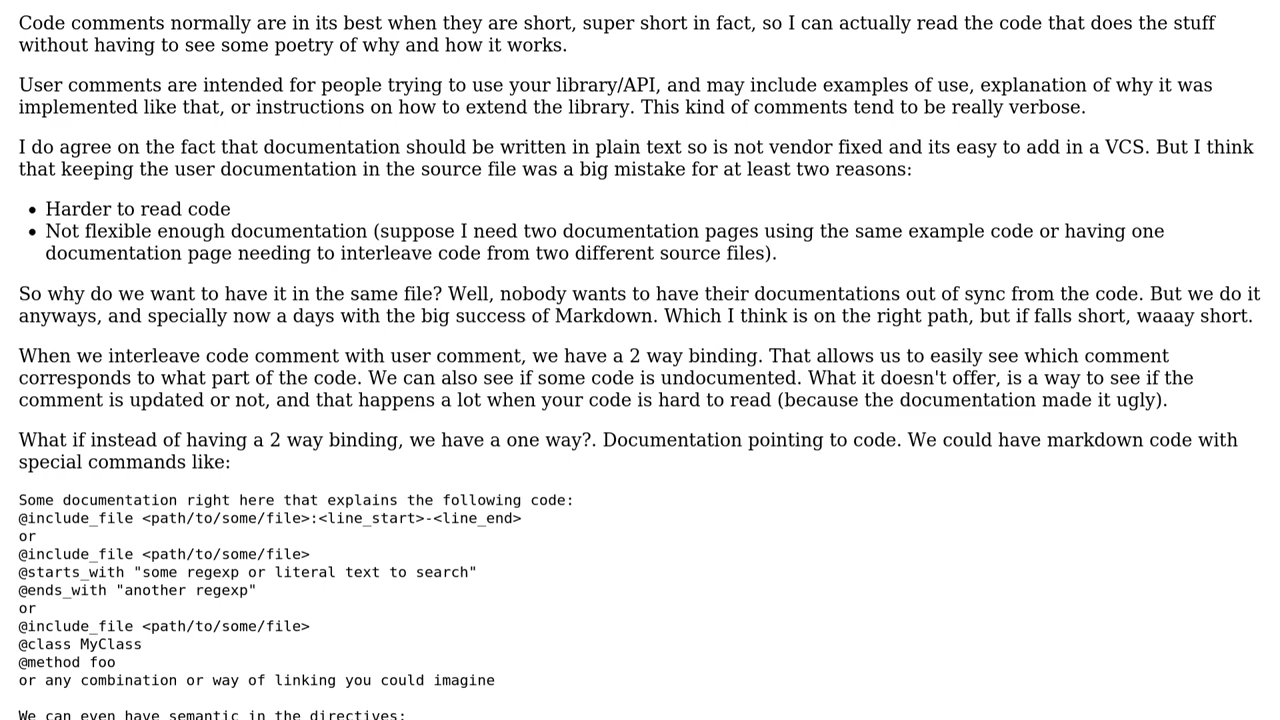 Code comments normally are in its best when they are short, super short in fact, so I can actually read the code that does the stuff
without having to see some poetry of why and how it works.
User comments are intended for people trying to use your library/API, and may include examples of use, explanation of why it was
implemented like that, or instructions on how to extend the library. This kind of comments tend to be really verbose.
I do agree on the fact that documentation should be written in plain text so is not vendor fixed and its easy to add in a VCS. But I think
that keeping the user documentation in the source file was a big mistake for at least two reasons:
• Harder to read code
• Not flexible enough documentation (suppose I need two documentation pages using the same example code or having one
documentation page needing to interleave code from two different source files).
So why do we want to have it in the same file? Well, nobody wants to have their documentations out of sync from the code. But we do it
anyways, and specially now a days with the big success of Markdown. Which I think is on the right path, but if falls short, waaay short.
When we interleave code comment with user comment, we have a 2 way binding. That allows us to easily see which comment
corresponds to what part of the code. We can also see if some code is undocumented. What it doesn't offer, is a way to see if the
comment is updated or not, and that happens a lot when your code is hard to read (because the documentation made it ugly).
What if instead of having a 2 way binding, we have a one way?. Documentation pointing to code. We could have markdown code with
special commands like:
Some documentation right here that explains the following code:
@include_file <path/to/some/file>:<line_start>-<line_end>
or
@include_file <path/to/some/file>
@starts_with "some regexp or literal text to search"
@ends_with "another regexp"
or
@include_file <path/to/some/file>
@class MyClass
@method foo
or any combination or way of linking you could imagine
We can even have semantic in the directives: